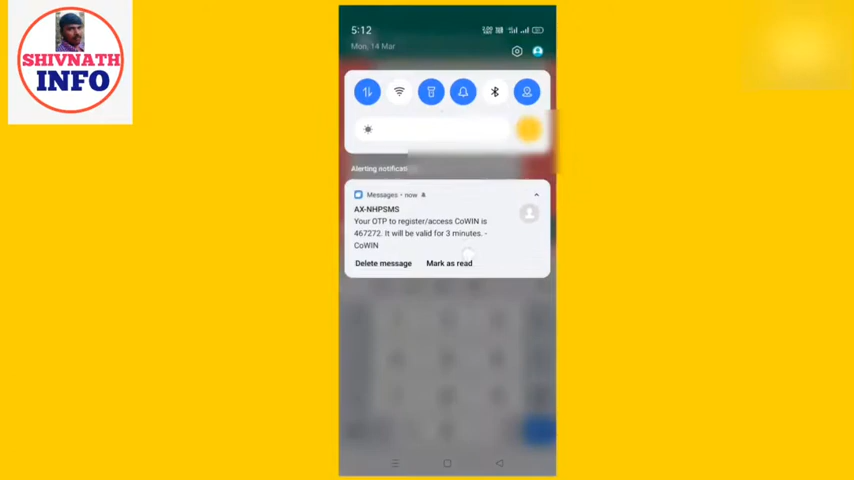 SHIVNATH
INFO
5:12
Mon, 14 Mar
Alerting notificati
Messages • now
AX-NHPSMS
Your OTP to register/access CoWIN is
467272. It will be valid for 3 minutes. -
CoWIN
Delete message Mark as read